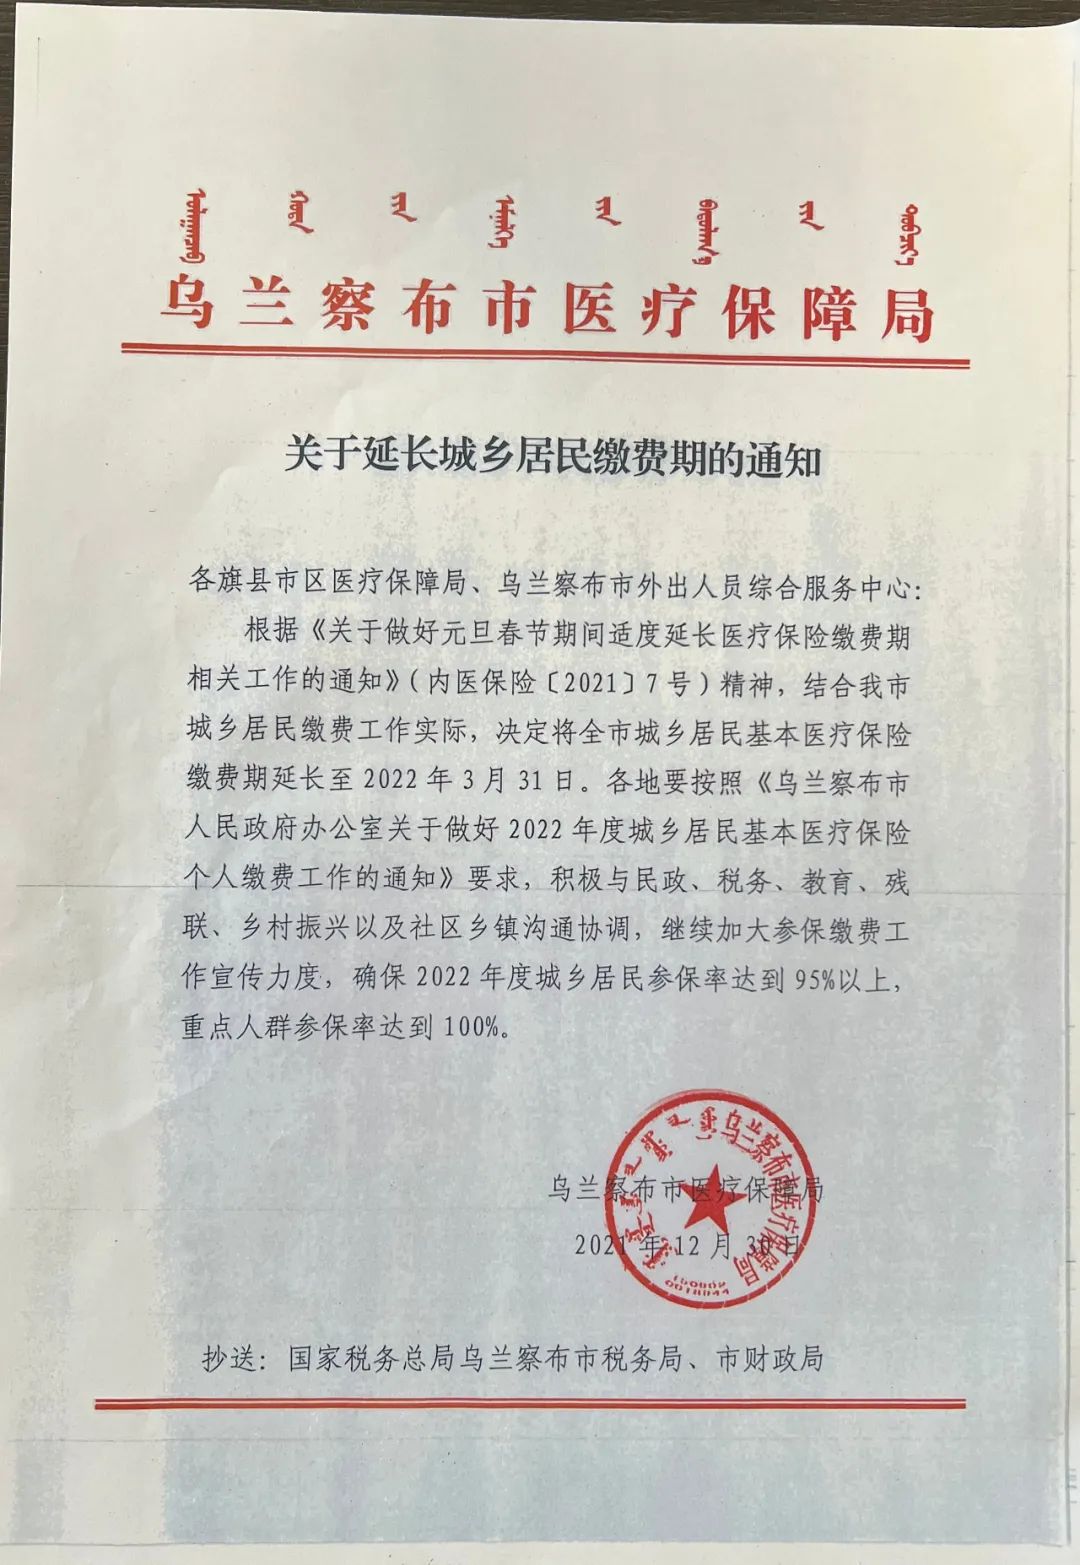 乌兰察布市医疗保障局
关于延长城乡居民缴费期的通知
各旗县市区医疗保障局、乌兰察布市外出人员综合服务中心：
根据《关于做好元旦春节期间适度延长医疗保险缴费期
相关工作的通知》（内医保险〔2021〕7号）精神，结合我市
城乡居民缴费工作实际，决定将全市城乡居民基本医疗保险
缴费期延长至2022年3月31日。各地要按照《乌兰察布市
人民政府办公室关于做好2022年度城乡居民基本医疗保险
个人缴费工作的通知》要求，积极与民政、税务、教育、残
联、乡村振兴以及社区乡镇沟通协调，继续加大参保缴费工
作宣传力度，确保2022年度城乡居民参保率达到95%以上，
重点人群参保率达到100%。
乌兰察布市医疗保障局
乌兰察布市医疗保障局
2021年12月30日
抄送：国家税务总局乌兰察布市税务局、市财政局